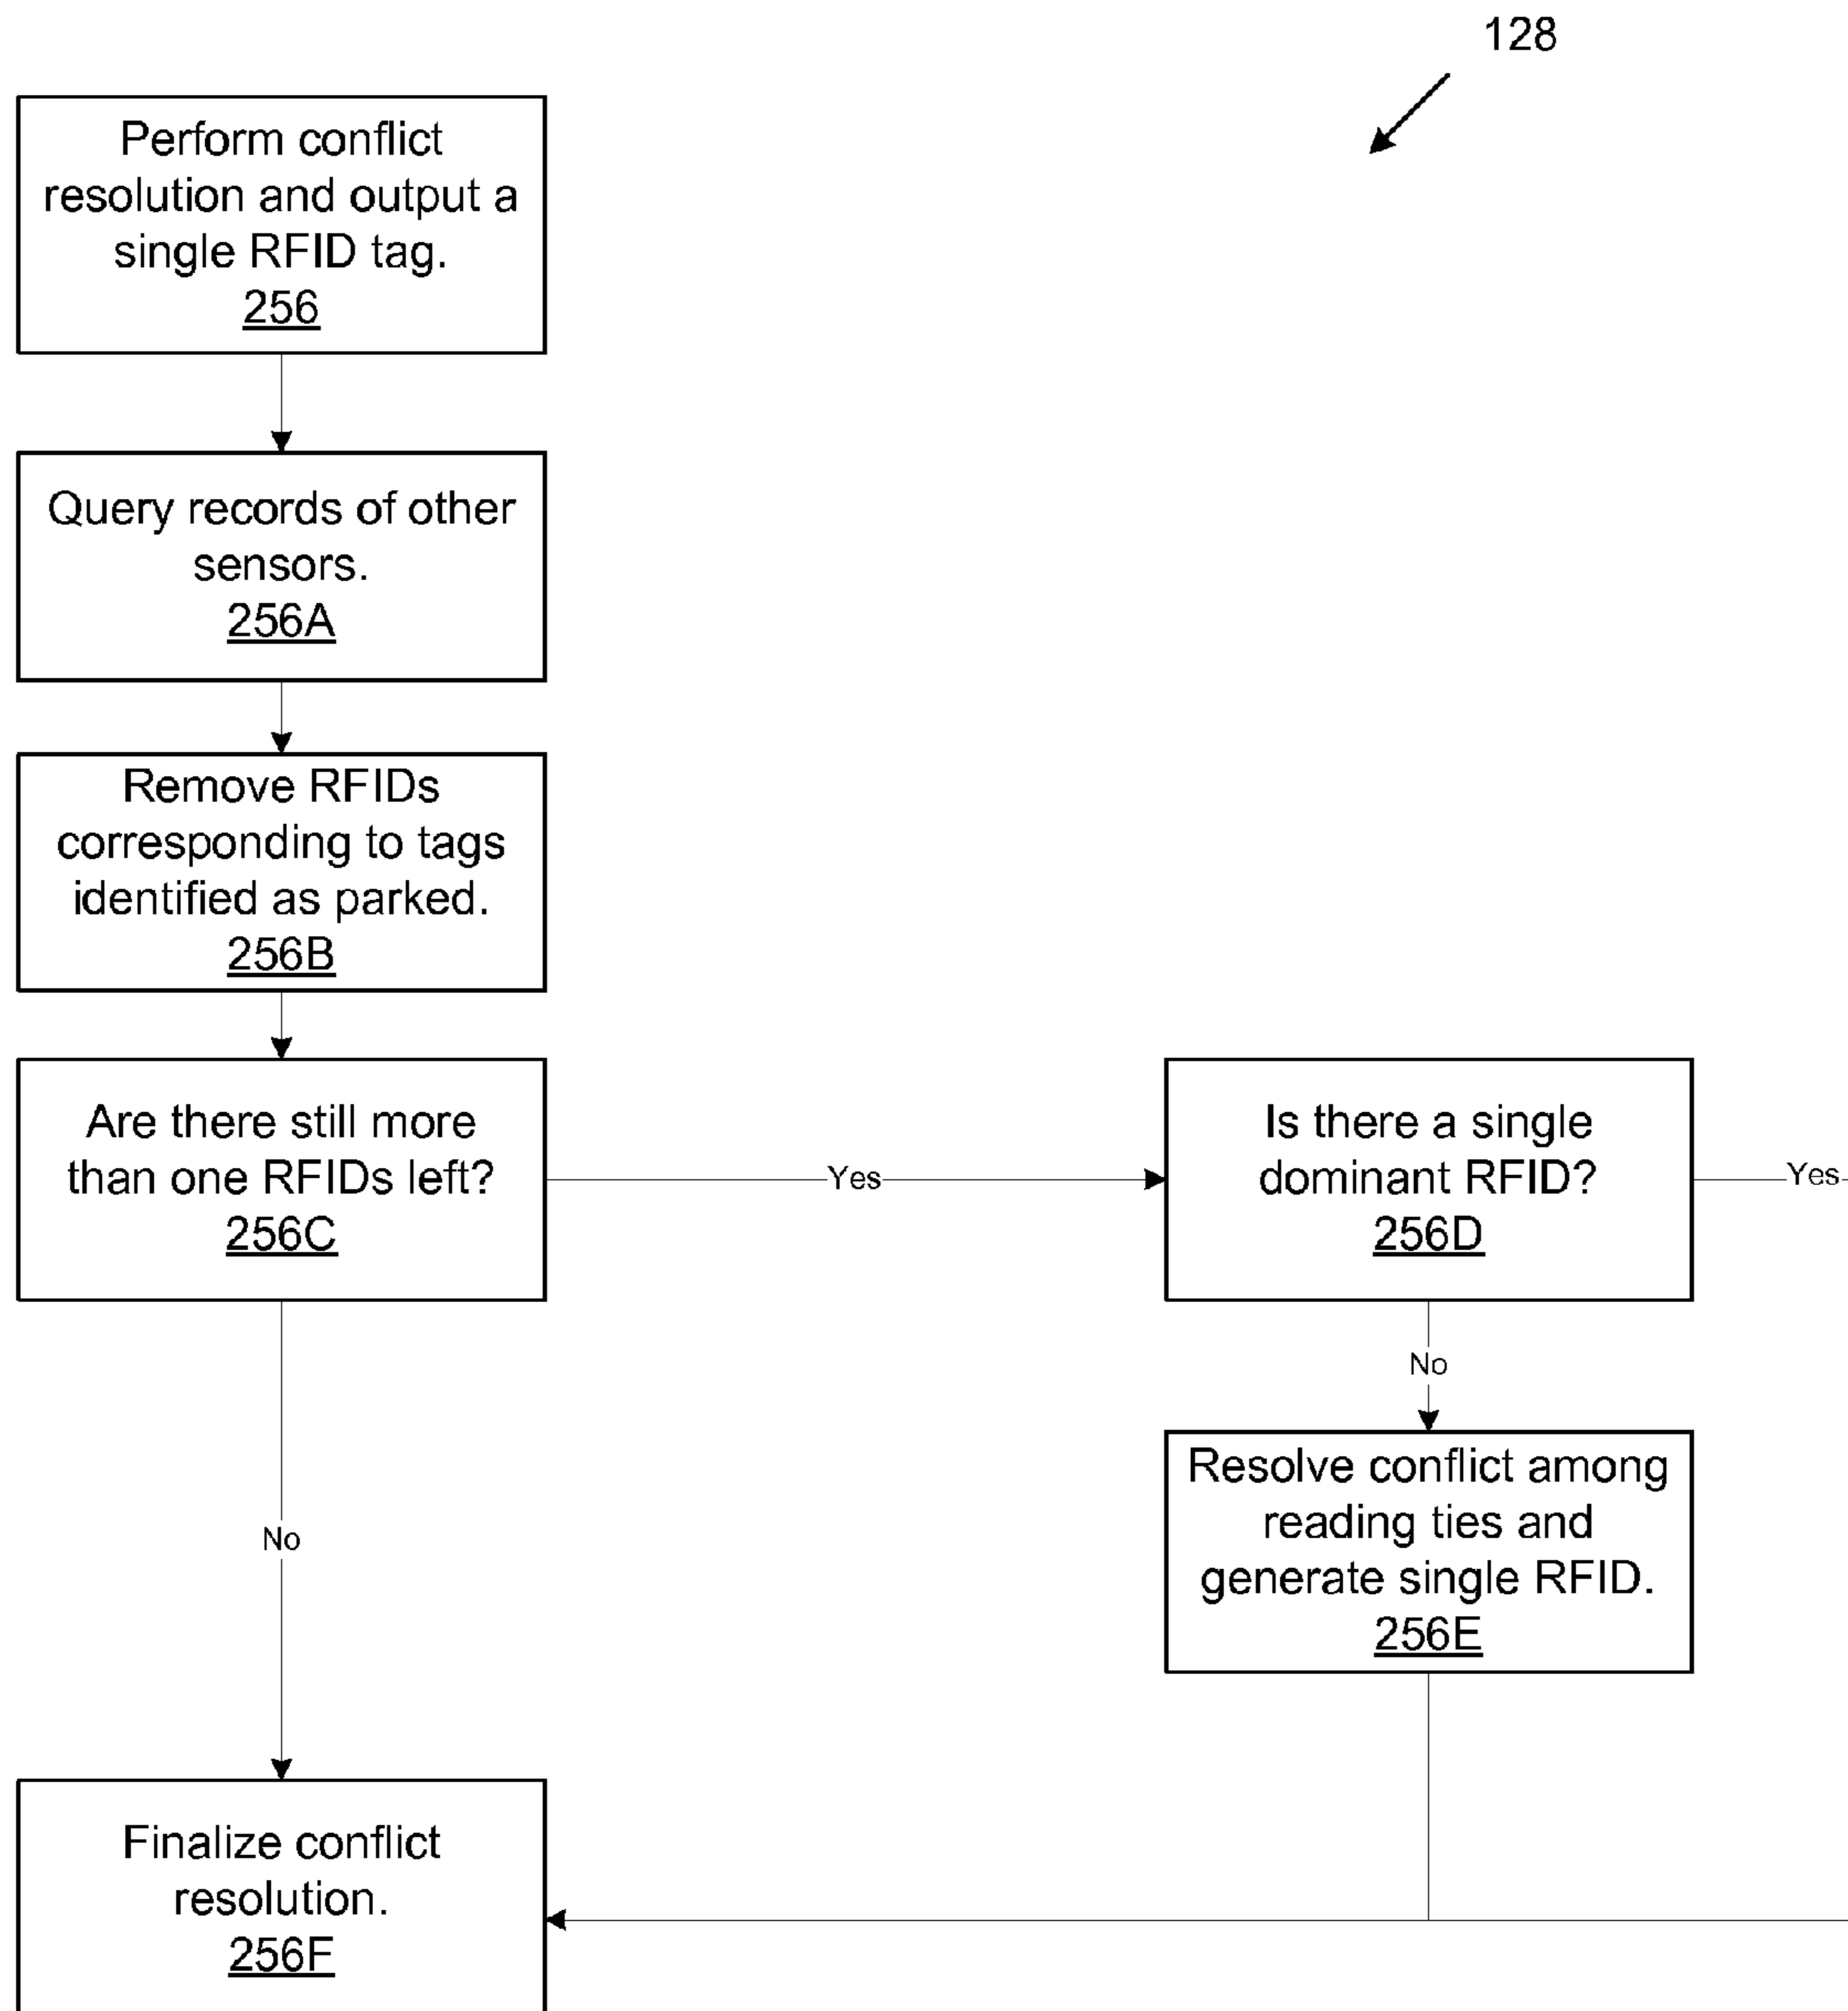 128
Perform conflict
resolution and output a
single RFID tag.
256
Query records of other
sensors.
256A
Remove RFIDs
corresponding to tags
identified as parked.
256B
Are there still more
than one RFIDs left?
256C
Yes
Is there a single
dominant RFID?
256D
Yes
No
Resolve conflict among
reading ties and
generate single RFID.
256E
No
Finalize conflict
resolution.
256F